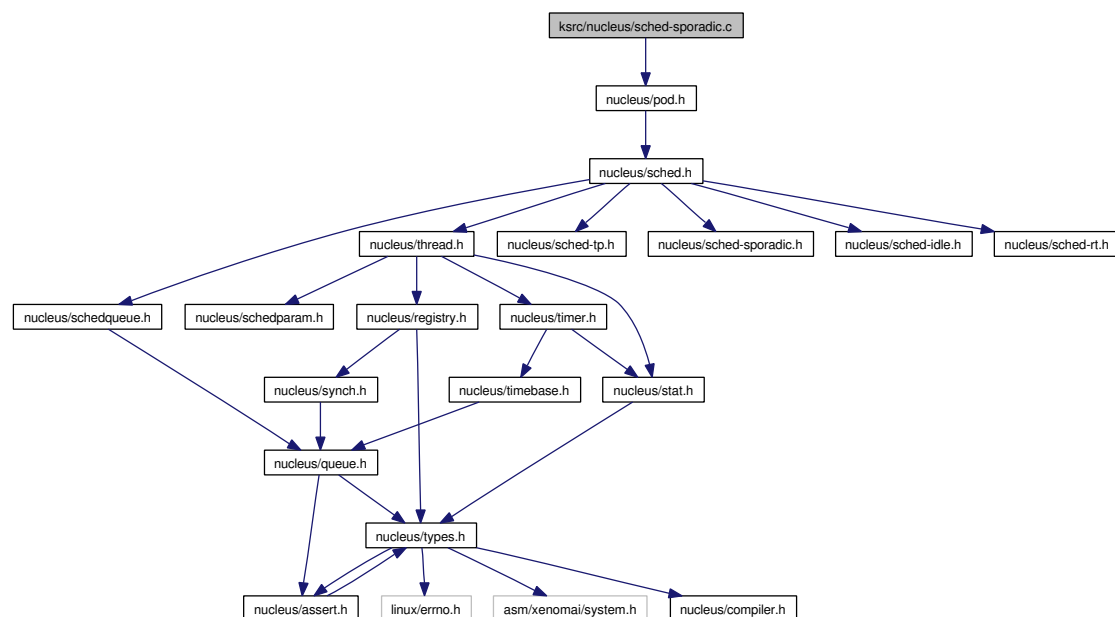 ksrc/nucleus/sched-sporadic.c
nucleus/pod.h
nucleus/sched.h
nucleus/thread.h
nucleus/sched-tp.h
nucleus/sched-sporadic.h
nucleus/sched-idle.h
nucleus/sched-rt.h
nucleus/schedqueue.h
nucleus/schedparam.h
nucleus/registry.h
nucleus/timer.h
nucleus/synch.h
nucleus/timebase.h
nucleus/stat.h
nucleus/queue.h
nucleus/types.h
nucleus/assert.h
linux/errno.h
asm/xenomai/system.h
nucleus/compiler.h